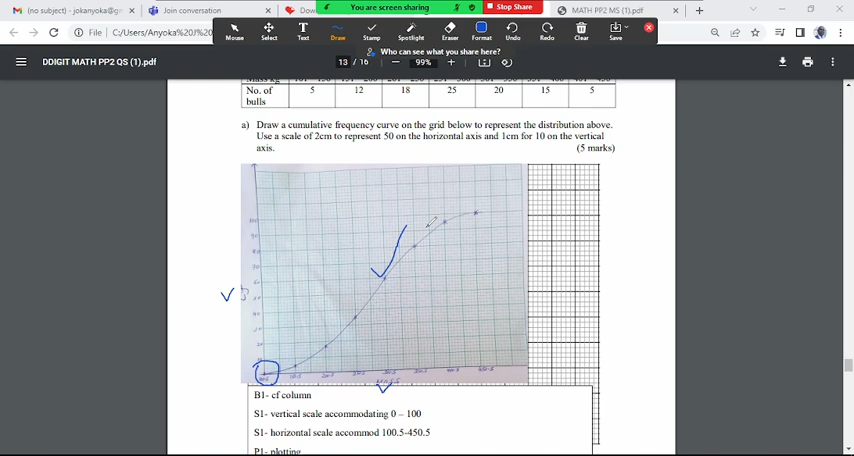 (no subject) - jokanyoka@gm
Join conversation
Dow
You are screen sharing
Stop Share
MATH PP2 MS (1).pdf
File
C:/Users/Anyoka%20J%20
Mouse
Select
Text
Draw
Stamp
Spotlight
Eraser
Format
Undo
Redo
Clear
Save
Who can see what you share here?
DDIGIT MATH PP2 QS (1).pdf
13 / 16
99%
No. of bulls
5 12 18 25 20 15 5
a) Draw a cumulative frequency curve on the grid below to represent the distribution above.
Use a scale of 2cm to represent 50 on the horizontal axis and 1cm for 10 on the vertical
axis. (5 marks)
B1- cf column
S1- vertical scale accommodating 0 – 100
S1- horizontal scale accommod 100.5-450.5
P1- plotting